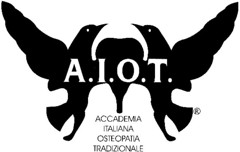 A.I.O.T.
®
ACCADEMIA
ITALIANA
OSTEOPATIA
TRADIZIONALE